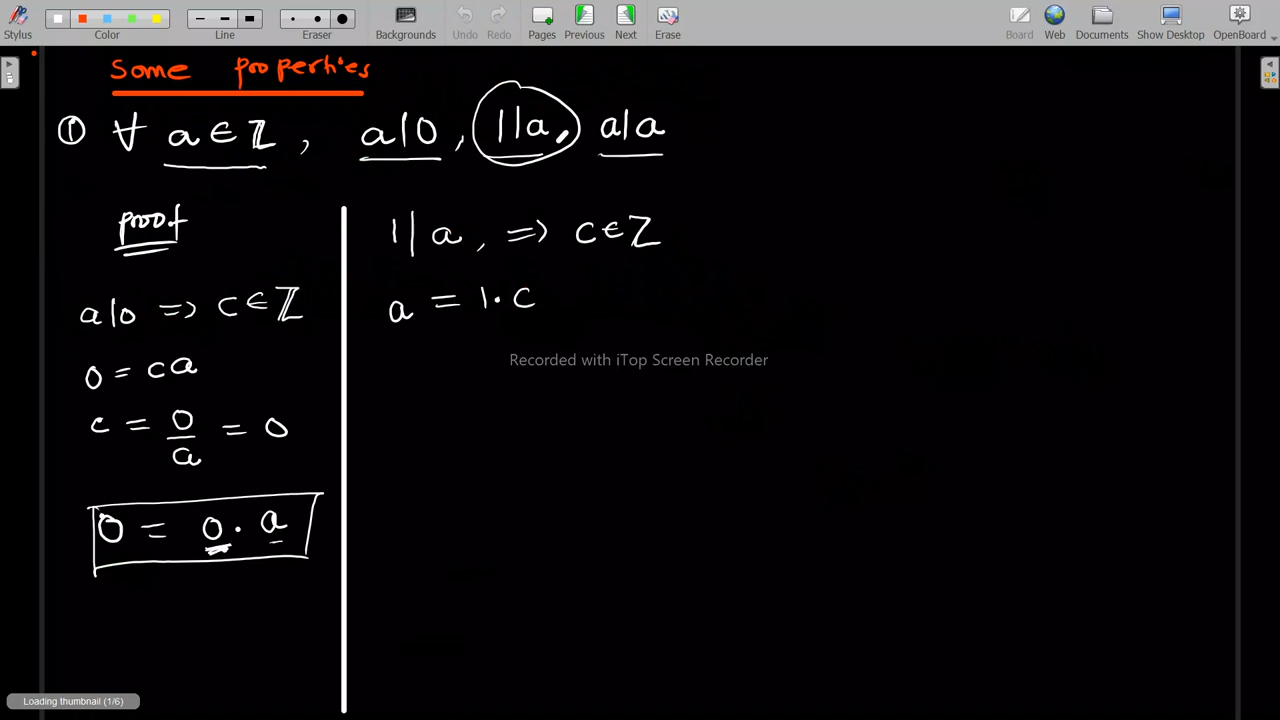 Stylus Color Line Eraser Backgrounds Undo Redo Pages Previous Next Erase Board Web Documents Show Desktop OpenBoard
Some properties
① ∀ a ∈ ℤ, a|0, 1|a, a|a
proof
a|0 => c ∈ ℤ
0 = ca
c = 0/a = 0
0 = 0·a
1|a, => c ∈ ℤ
a = 1·c
Recorded with iTop Screen Recorder
Loading thumbnail (1/6)